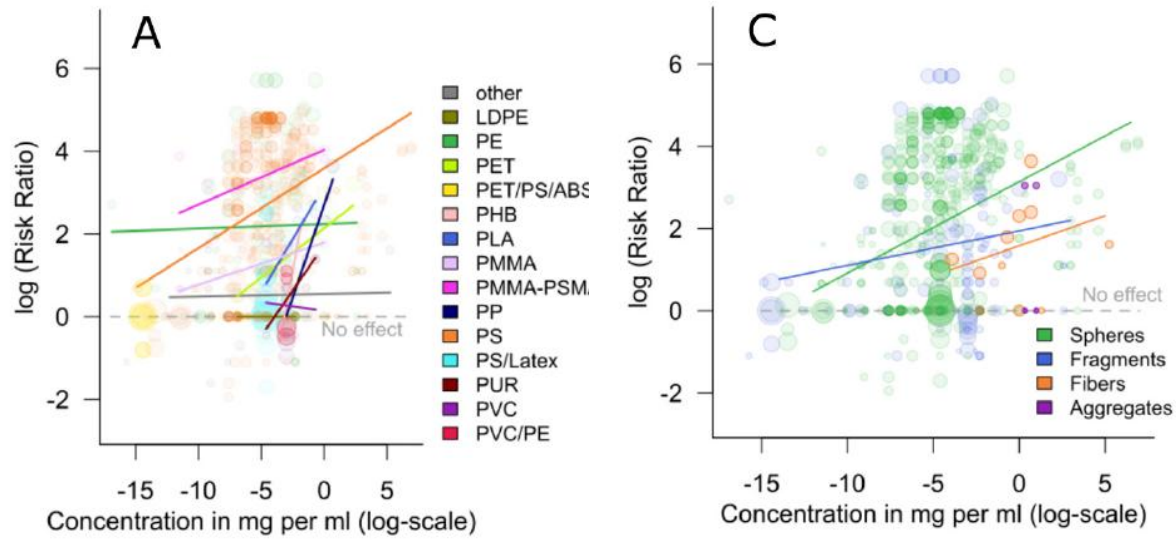 A
log (Risk Ratio)
6
4
2
0
-2
No effect
-15
-10
-5
0
5
Concentration in mg per ml (log-scale)
other
LDPE
PE
PET
PET/PS/ABS
PHB
PLA
PMMA
PMMA-PSM
PP
PS
PS/Latex
PUR
PVC
PVC/PE
C
log (Risk Ratio)
6
4
2
0
-2
No effect
Spheres
Fragments
Fibers
Aggregates
-15
-10
-5
0
5
Concentration in mg per ml (log-scale)